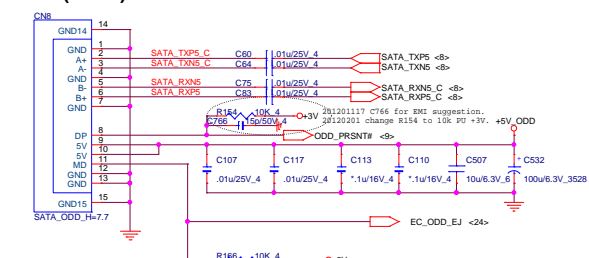 CN8
GND14 14
GND 1
A+ 2 SATA_TXP5_C C60 .01u/25V_4 SATA_TXP5 <8>
A- 3 SATA_TXN5_C C64 .01u/25V_4 SATA_TXN5 <8>
GND 4
B- 5 SATA_RXN5 C75 .01u/25V_4 SATA_RXN5_C <8>
B+ 6 SATA_RXP5 C83 .01u/25V_4 SATA_RXP5_C <8>
GND 7
R154 10K_4 +3V 201201117 C766 for EMI suggestion.
C766 15p/50V_4 20120201 change R154 to 10k PU +3V. +5V_ODD
DP 8 ODD_PRSNT# <9>
5V 9
5V 10
MD 11
GND 12
GND 13
C107 C117 C113 C110 C507 + C532
.01u/25V_4 .01u/25V_4 *.1u/16V_4 *.1u/16V_4 10u/6.3V_6 100u/6.3V_3528
GND15 15
SATA_ODD_H=7.7
EC_ODD_EJ <24>